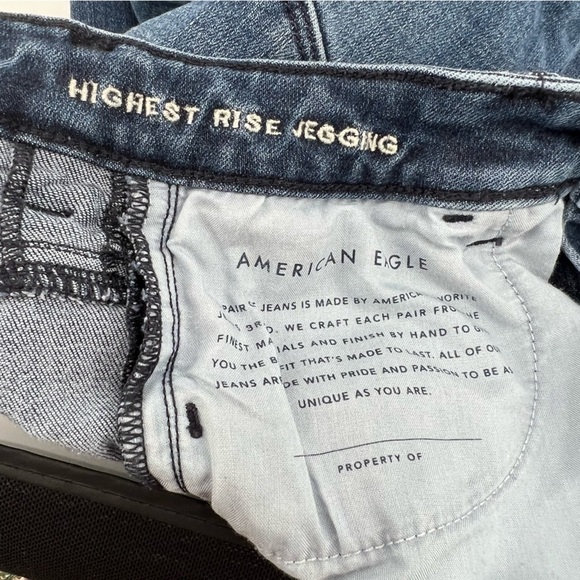 HIGHEST RISE JEGGING
AMERICAN EAGLE
JEANS IS MADE BY
WE CRAFT EACH PAIR
FINEST AND FINISH BY HAND TO
YOU THE FIT THAT'S MADE TO LAST. ALL OF
JEANS WITH PRIDE AND PASSION TO BE
UNIQUE AS YOU ARE.
PROPERTY OF